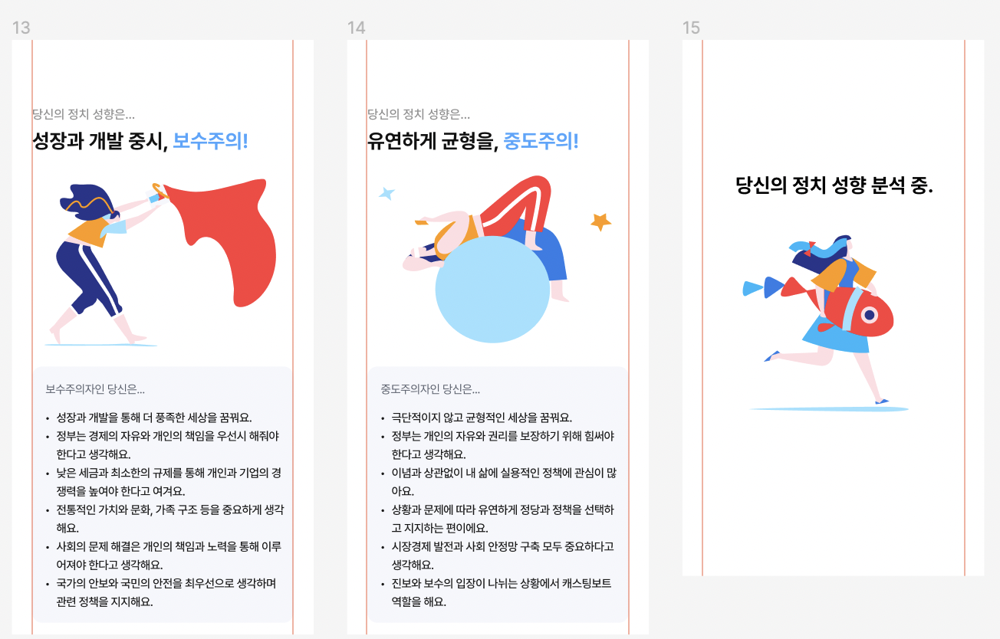 13
당신의 정치 성향은...
성장과 개발 중시, 보수주의!
보수주의자인 당신은...
• 성장과 개발을 통해 더 풍족한 세상을 꿈꿔요.
• 정부는 경제의 자유와 개인의 책임을 우선시 해줘야
한다고 생각해요.
• 낮은 세금과 최소한의 규제를 통해 개인과 기업의 경
쟁력을 높여야 한다고 여겨요.
• 전통적인 가치와 문화, 가족 구조 등을 중요하게 생각
해요.
• 사회의 문제 해결은 개인의 책임과 노력을 통해 이루
어져야 한다고 생각해요.
• 국가의 안보와 국민의 안전을 최우선으로 생각하며
관련 정책을 지지해요.
14
당신의 정치 성향은...
유연하게 균형을, 중도주의!
중도주의자인 당신은...
• 극단적이지 않고 균형적인 세상을 꿈꿔요.
• 정부는 개인의 자유와 권리를 보장하기 위해 힘써야
한다고 생각해요.
• 이념과 상관없이 내 삶에 실용적인 정책에 관심이 많
아요.
• 상황과 문제에 따라 유연하게 정당과 정책을 선택하
고 지지하는 편이에요.
• 시장경제 발전과 사회 안정망 구축 모두 중요하다고
생각해요.
• 진보와 보수의 입장이 나뉘는 상황에서 캐스팅보트
역할을 해요.
15
당신의 정치 성향 분석 중.